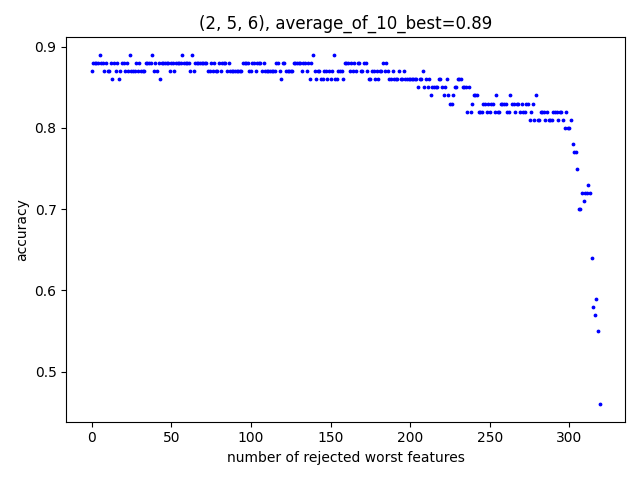 (2, 5, 6), average_of_10_best=0.89
0.9
0.8
0.7
0.6
0.5
accuracy
0 50 100 150 200 250 300
number of rejected worst features